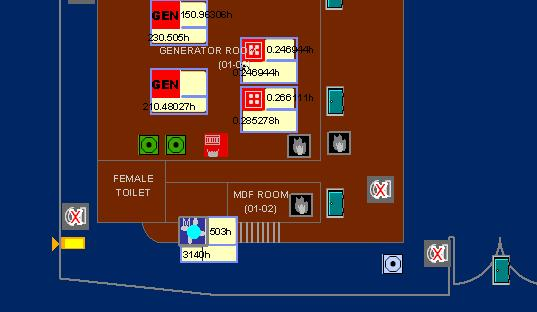 GEN 150.96306h
230.505h
GENERATOR ROOM
0.246944h
(01-0
0.246944h
GEN
0.266111h
210.48027h
0.285278h
FEMALE
TOILET
MDF ROOM
(01-02)
503h
3140h